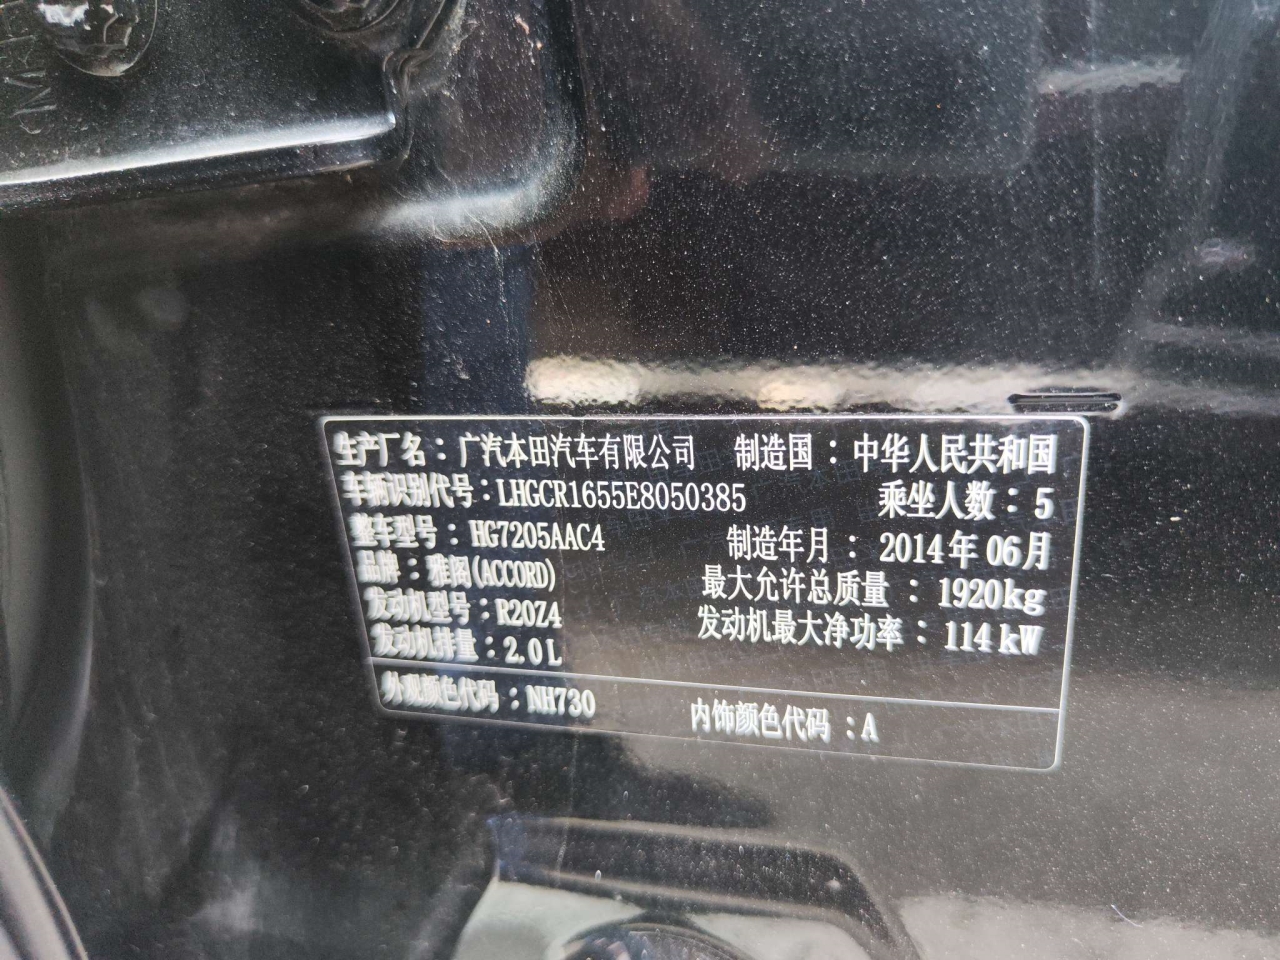 生产厂名：广汽本田汽车有限公司 制造国：中华人民共和国
车辆识别代号：LHGCR1655E8050385 乘坐人数：5
整车型号：HG7205AAC4 制造年月：2014年06月
品牌：雅阁(ACCORD) 最大允许总质量：1920kg
发动机型号：R20Z4 发动机最大净功率：114kW
发动机排量：2.0L
外观颜色代码：NH730 内饰颜色代码：A